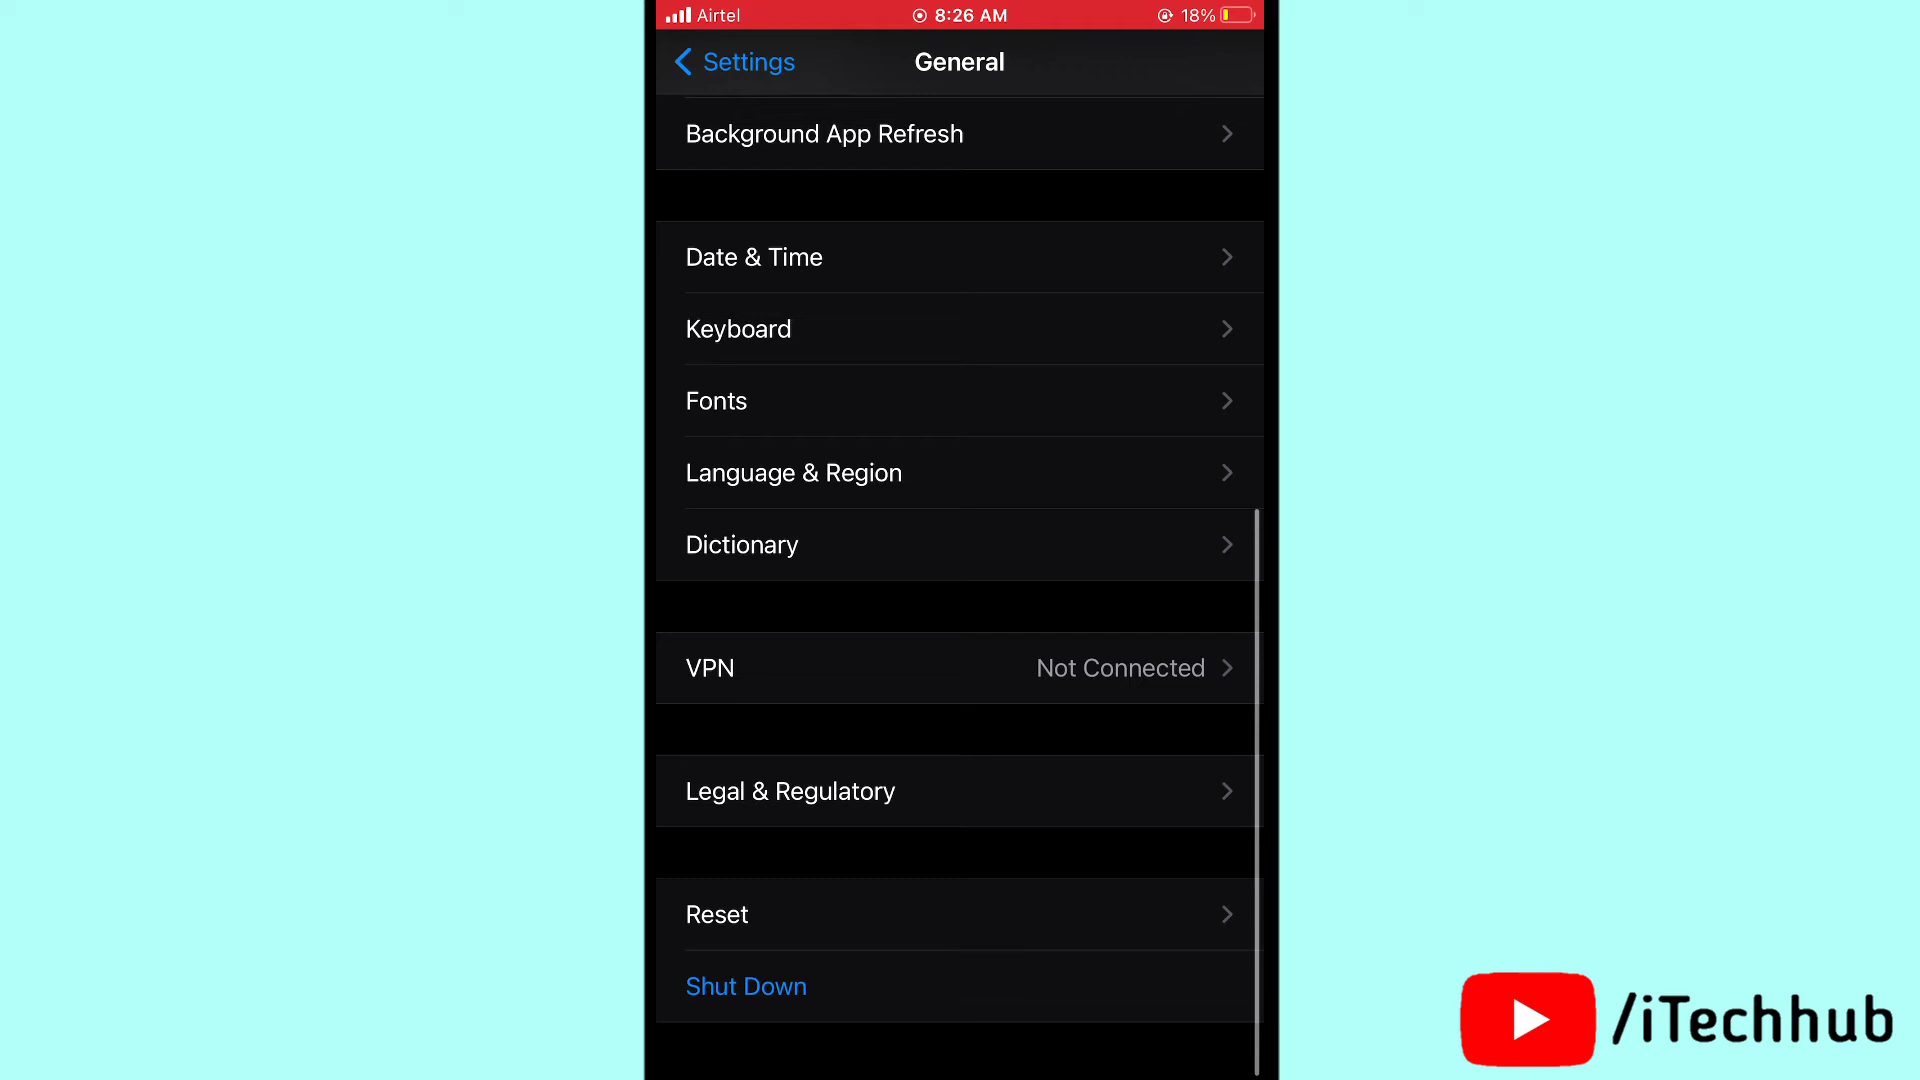 Airtel 8:26 AM 18%
Settings General
Background App Refresh
Date & Time
Keyboard
Fonts
Language & Region
Dictionary
VPN Not Connected
Legal & Regulatory
Reset
Shut Down
/iTechhub